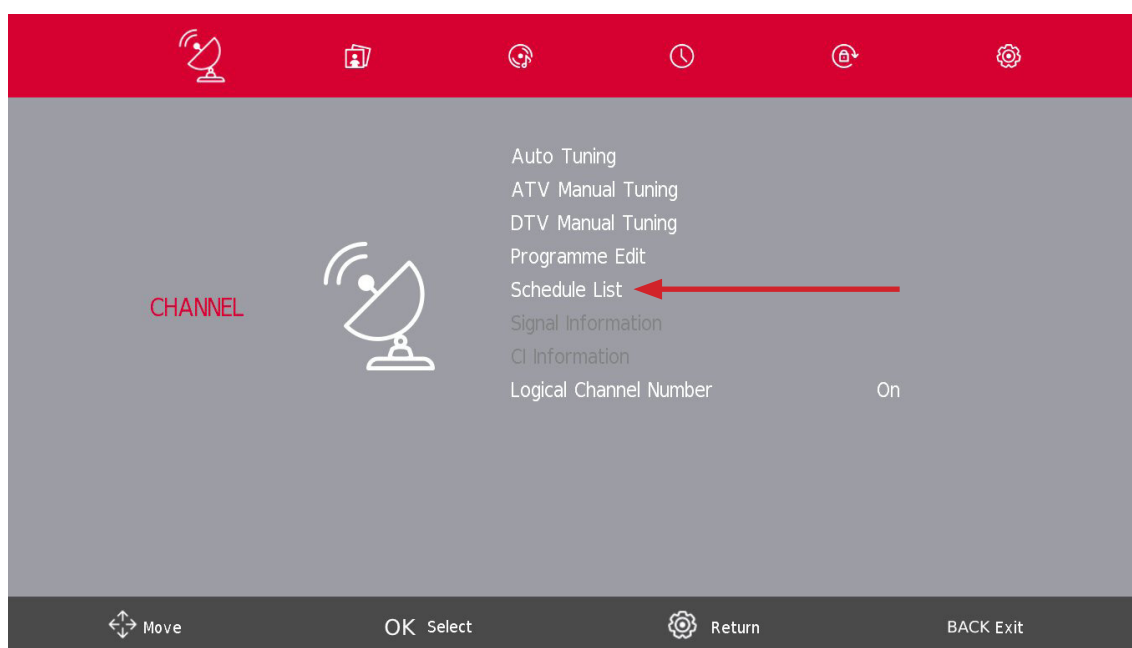 Auto Tuning
ATV Manual Tuning
DTV Manual Tuning
Programme Edit
Schedule List
CHANNEL
Signal Information
CI Information
Logical Channel Number On
Move OK Select Return BACK Exit